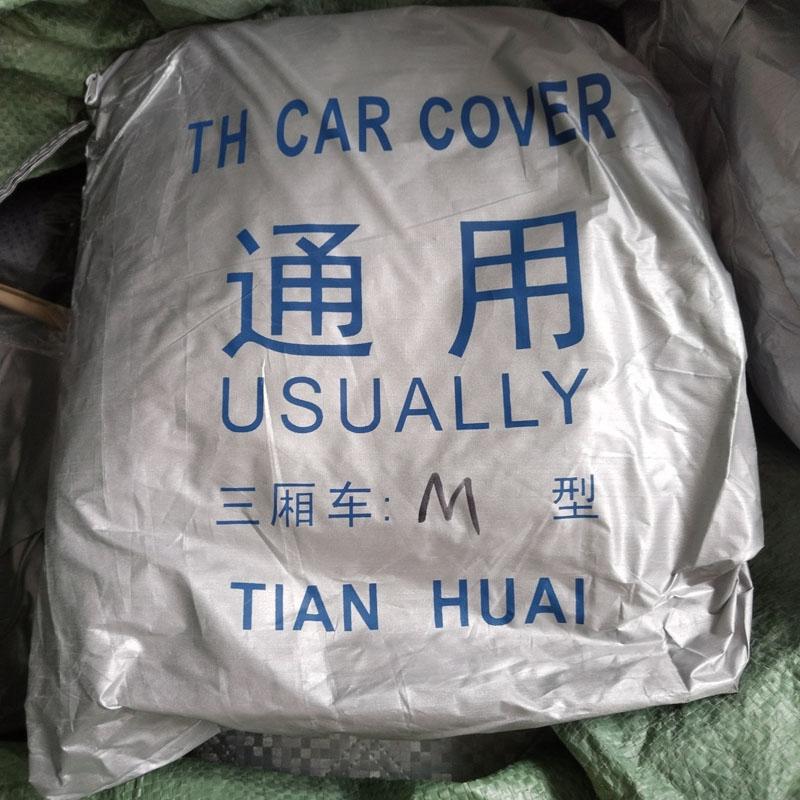 TH CAR COVER
通用
USUALLY
三厢车: M 型
TIAN HUAI